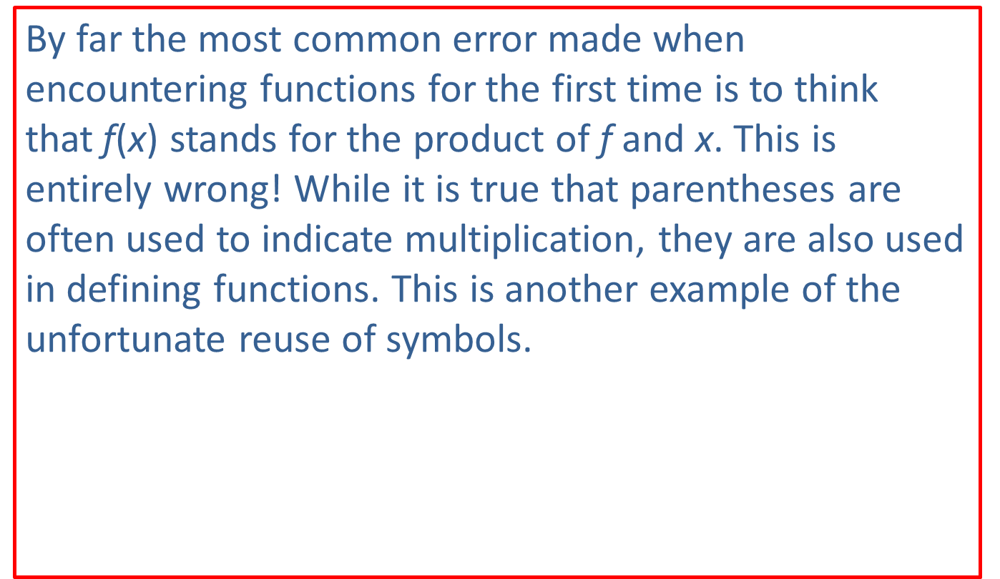 By far the most common error made when
encountering functions for the first time is to think
that f(x) stands for the product of f and x. This is
entirely wrong! While it is true that parentheses are
often used to indicate multiplication, they are also used
in defining functions. This is another example of the
unfortunate reuse of symbols.